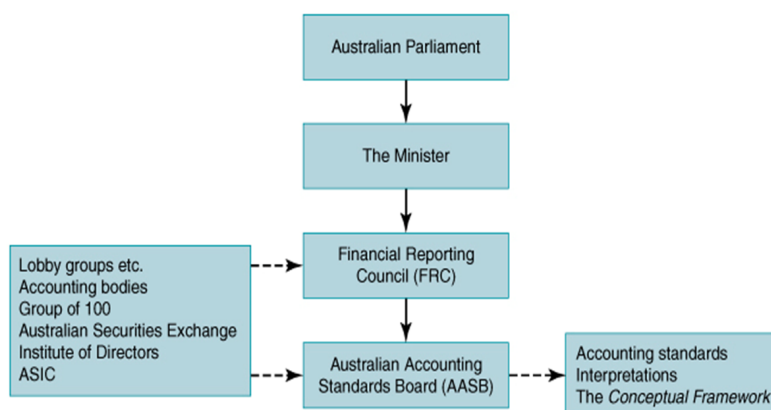 Australian Parliament
The Minister
Financial Reporting
Council (FRC)
Lobby groups etc.
Accounting bodies
Group of 100
Australian Securities Exchange
Institute of Directors
ASIC
Australian Accounting
Standards Board (AASB)
Accounting standards
Interpretations
The Conceptual Framework